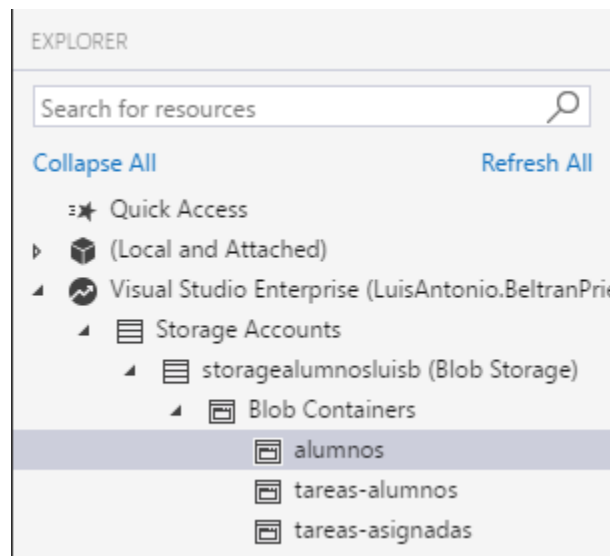 EXPLORER
Search for resources
Collapse All Refresh All
Quick Access
(Local and Attached)
Visual Studio Enterprise (LuisAntonio.BeltranPrie
Storage Accounts
storagealumnosluisb (Blob Storage)
Blob Containers
alumnos
tareas-alumnos
tareas-asignadas